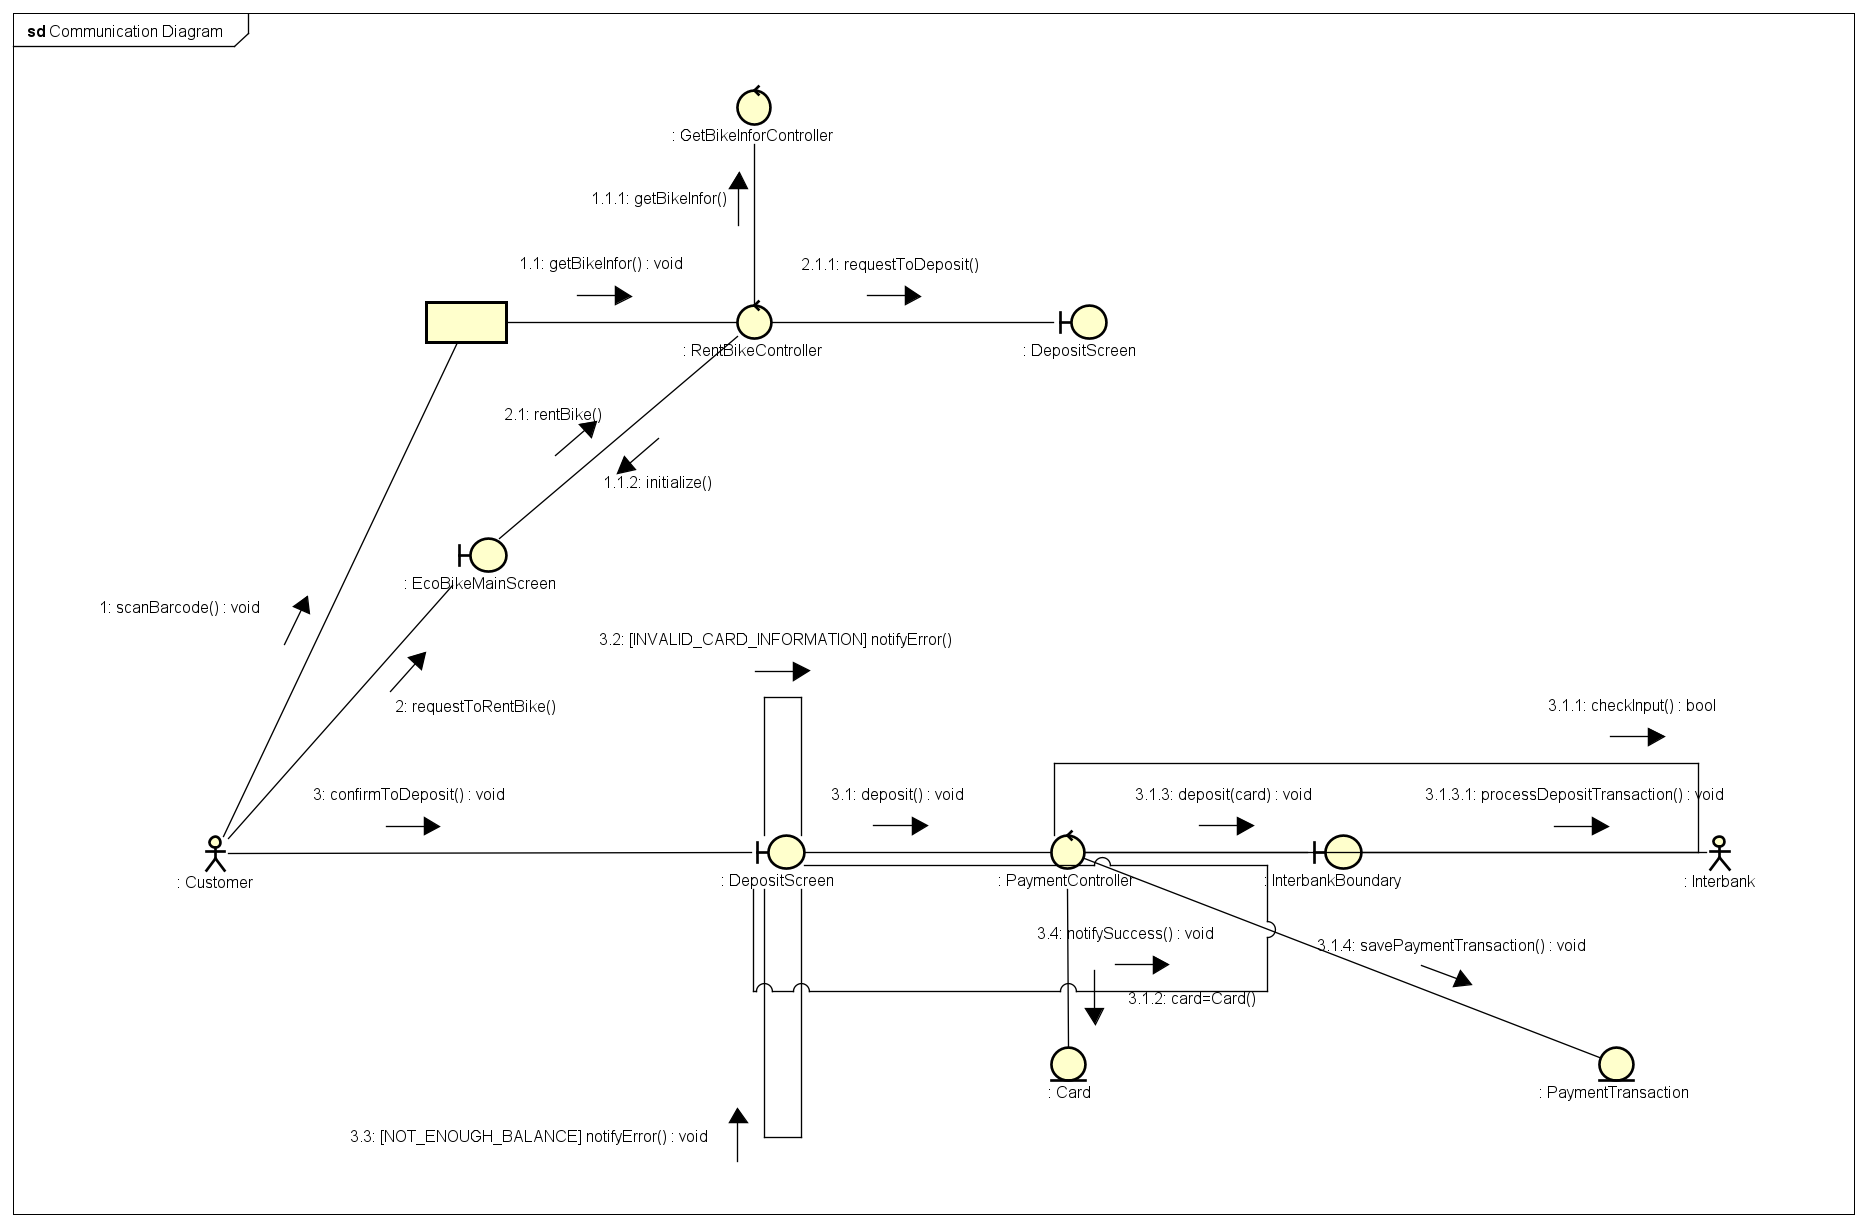 sd Communication Diagram
: GetBikeInforController
1.1.1: getBikeInfor()
1.1: getBikeInfor() : void
2.1.1: requestToDeposit()
: RentBikeController
: DepositScreen
2.1: rentBike()
1.1.2: initialize()
: EcoBikeMainScreen
1: scanBarcode() : void
3.2: [INVALID_CARD_INFORMATION] notifyError()
2: requestToRentBike()
3.1.1: checkInput() : bool
3: confirmToDeposit() : void
3.1: deposit() : void
3.1.3: deposit(card) : void
3.1.3.1: processDepositTransaction() : void
: Customer
: DepositScreen
: PaymentController
: InterbankBoundary
: Interbank
3.4: notifySuccess() : void
3.1.4: savePaymentTransaction() : void
3.1.2: card=Card()
: Card
: PaymentTransaction
3.3: [NOT_ENOUGH_BALANCE] notifyError() : void